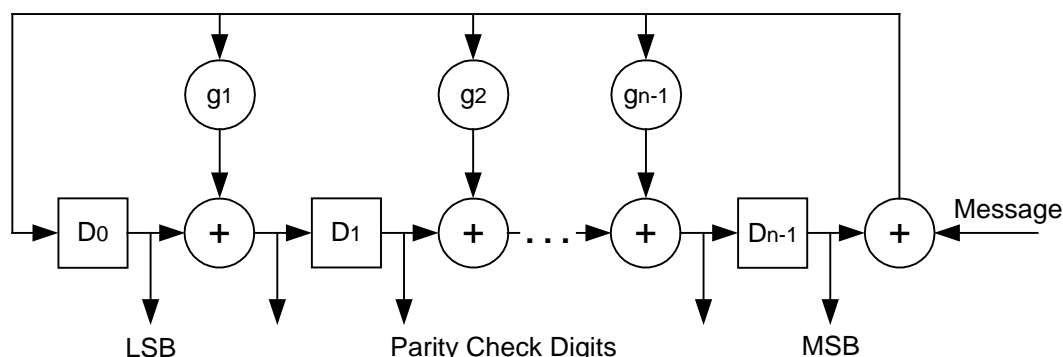 g1 g2 gn-1
D0 + D1 + ... + Dn-1 +
Message
LSB Parity Check Digits MSB